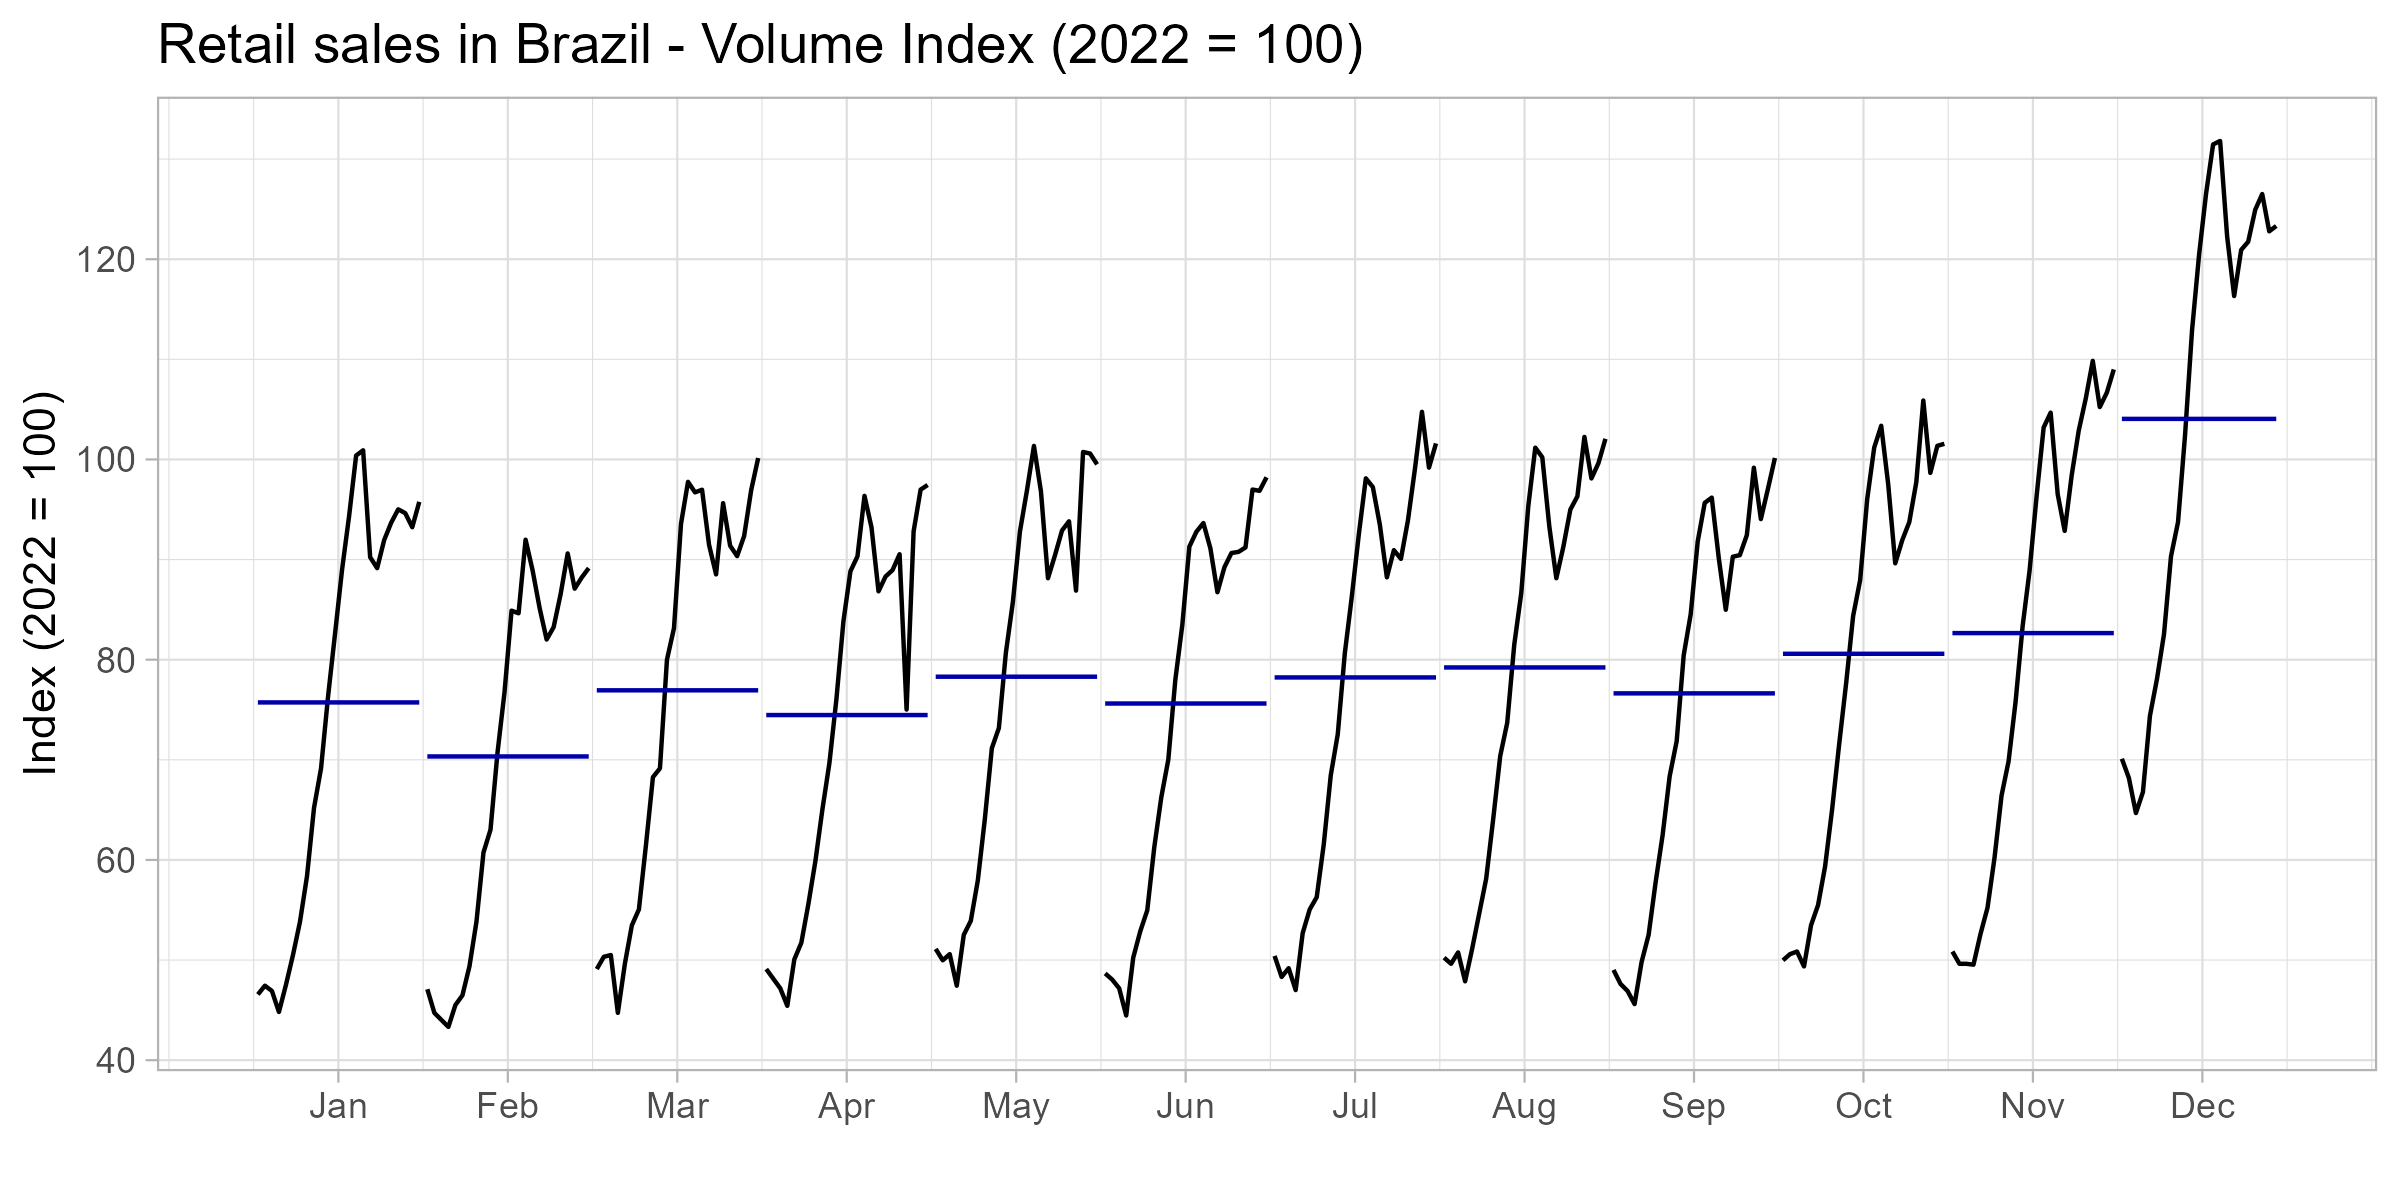 Retail sales in Brazil - Volume Index (2022 = 100)
Index (2022 = 100)
120
100
80
60
40
Jan Feb Mar Apr May Jun Jul Aug Sep Oct Nov Dec